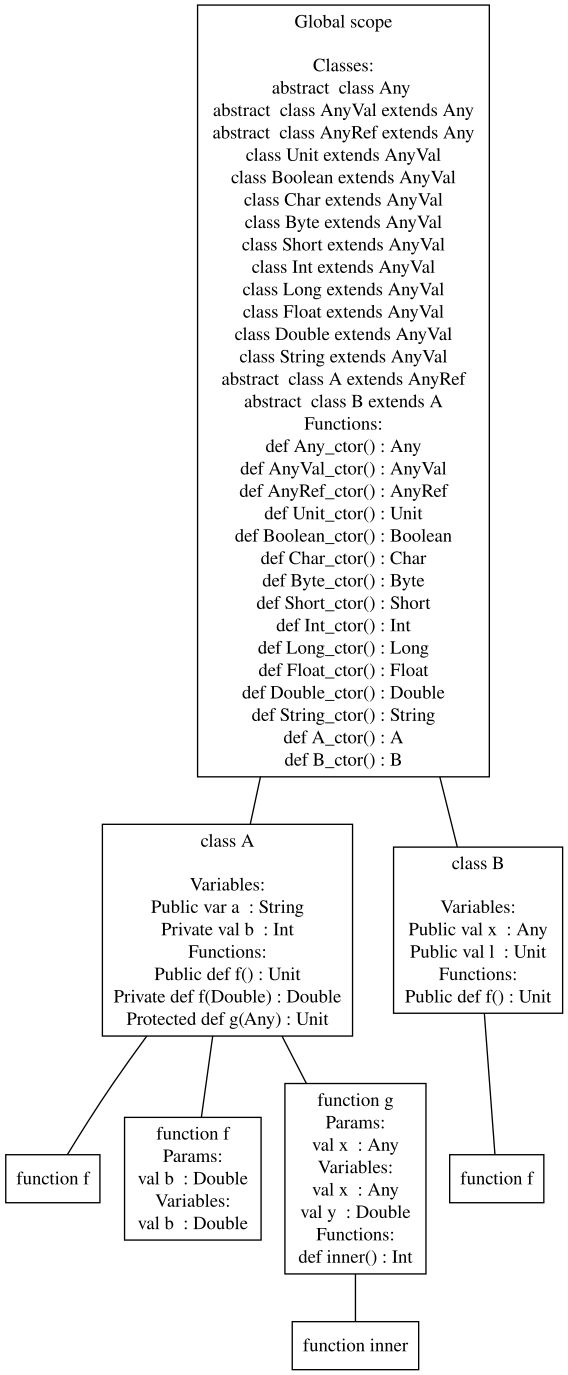 Global scope
Classes:
abstract  class Any
abstract  class AnyVal extends Any
abstract  class AnyRef extends Any
class Unit extends AnyVal
class Boolean extends AnyVal
class Char extends AnyVal
class Byte extends AnyVal
class Short extends AnyVal
class Int extends AnyVal
class Long extends AnyVal
class Float extends AnyVal
class Double extends AnyVal
class String extends AnyVal
abstract  class A extends AnyRef
abstract  class B extends A
Functions:
def Any_ctor() : Any
def AnyVal_ctor() : AnyVal
def AnyRef_ctor() : AnyRef
def Unit_ctor() : Unit
def Boolean_ctor() : Boolean
def Char_ctor() : Char
def Byte_ctor() : Byte
def Short_ctor() : Short
def Int_ctor() : Int
def Long_ctor() : Long
def Float_ctor() : Float
def Double_ctor() : Double
def String_ctor() : String
def A_ctor() : A
def B_ctor() : B
class A
Variables:
Public var a  : String
Private val b  : Int
Functions:
Public def f() : Unit
Private def f(Double) : Double
Protected def g(Any) : Unit
class B
Variables:
Public val x  : Any
Public val l  : Unit
Functions:
Public def f() : Unit
function f
function f
Params:
val b  : Double
Variables:
val b  : Double
function g
Params:
val x  : Any
Variables:
val x  : Any
val y  : Double
Functions:
def inner() : Int
function f
function inner